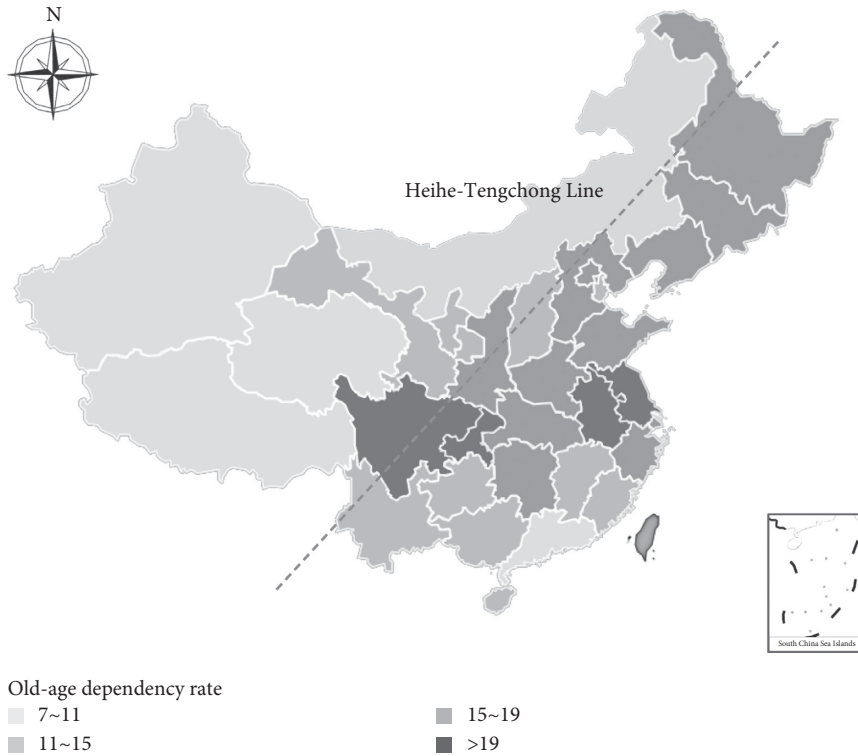 N
Heihe-Tengchong Line
South China Sea Islands
Old-age dependency rate
7~11
15~19
11~15
>19